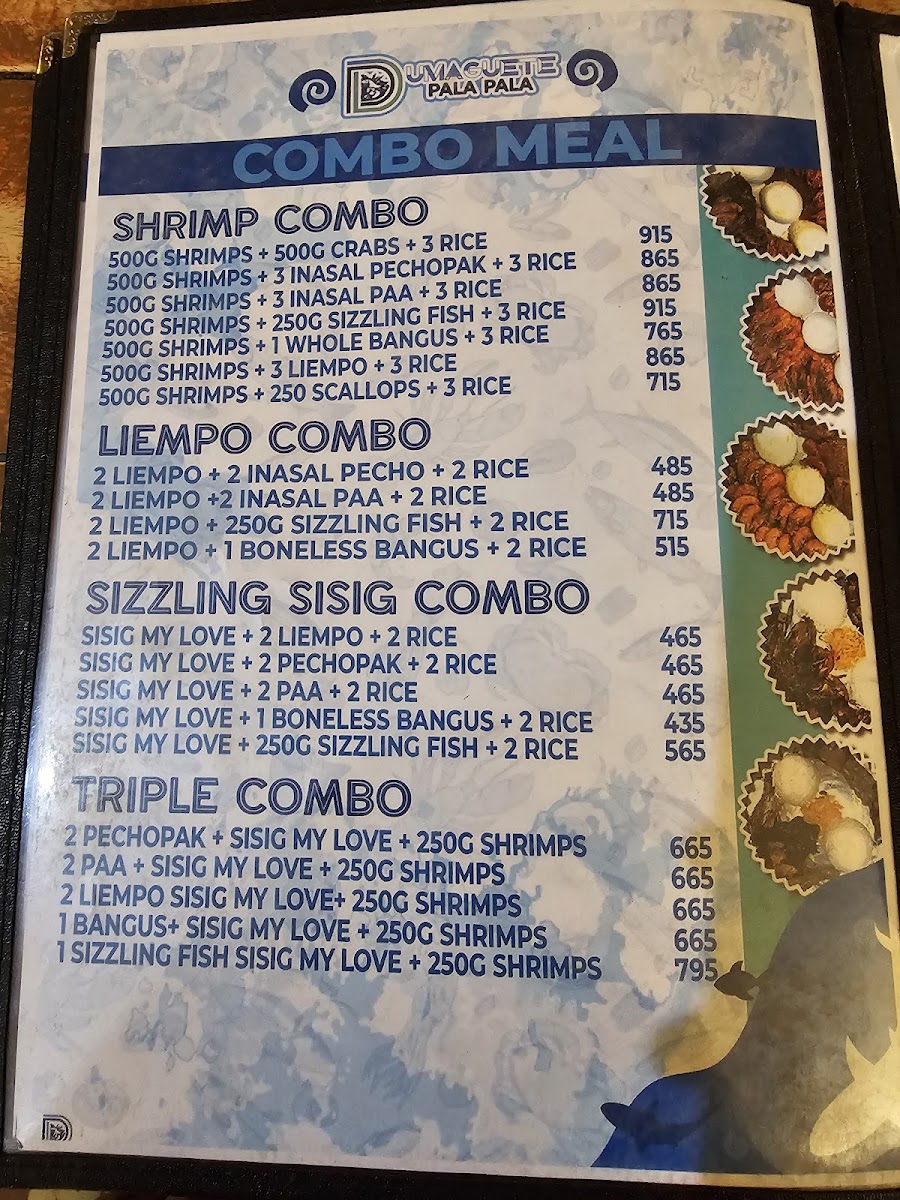 DUMAGUETE
PALA PALA
COMBO MEAL
SHRIMP COMBO
500G SHRIMPS + 500G CRABS + 3 RICE 915
500G SHRIMPS + 3 INASAL PECHOPAK + 3 RICE 865
500G SHRIMPS + 3 INASAL PAA + 3 RICE 865
500G SHRIMPS + 250G SIZZLING FISH + 3 RICE 915
500G SHRIMPS + 1 WHOLE BANGUS + 3 RICE 765
500G SHRIMPS + 3 LIEMPO + 3 RICE 865
500G SHRIMPS + 250 SCALLOPS + 3 RICE 715
LIEMPO COMBO
2 LIEMPO + 2 INASAL PECHO + 2 RICE 485
2 LIEMPO +2 INASAL PAA + 2 RICE 485
2 LIEMPO + 250G SIZZLING FISH + 2 RICE 715
2 LIEMPO + 1 BONELESS BANGUS + 2 RICE 515
SIZZLING SISIG COMBO
SISIG MY LOVE + 2 LIEMPO + 2 RICE 465
SISIG MY LOVE + 2 PECHOPAK + 2 RICE 465
SISIG MY LOVE + 2 PAA + 2 RICE 465
SISIG MY LOVE + 1 BONELESS BANGUS + 2 RICE 435
SISIG MY LOVE + 250G SIZZLING FISH + 2 RICE 565
TRIPLE COMBO
2 PECHOPAK + SISIG MY LOVE + 250G SHRIMPS 665
2 PAA + SISIG MY LOVE + 250G SHRIMPS 665
2 LIEMPO SISIG MY LOVE+ 250G SHRIMPS 665
1 BANGUS+ SISIG MY LOVE + 250G SHRIMPS 665
1 SIZZLING FISH SISIG MY LOVE + 250G SHRIMPS 795
D